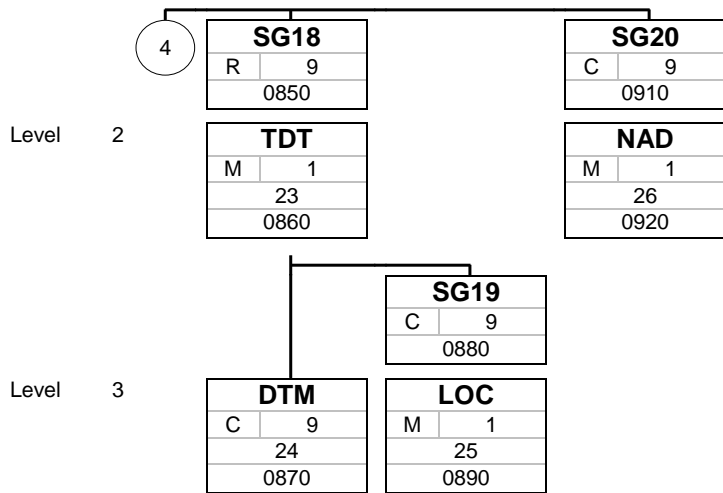 4
SG18
R 9
0850
SG20
C 9
0910
Level 2
TDT
M 1
23
0860
NAD
M 1
26
0920
SG19
C 9
0880
Level 3
DTM
C 9
24
0870
LOC
M 1
25
0890